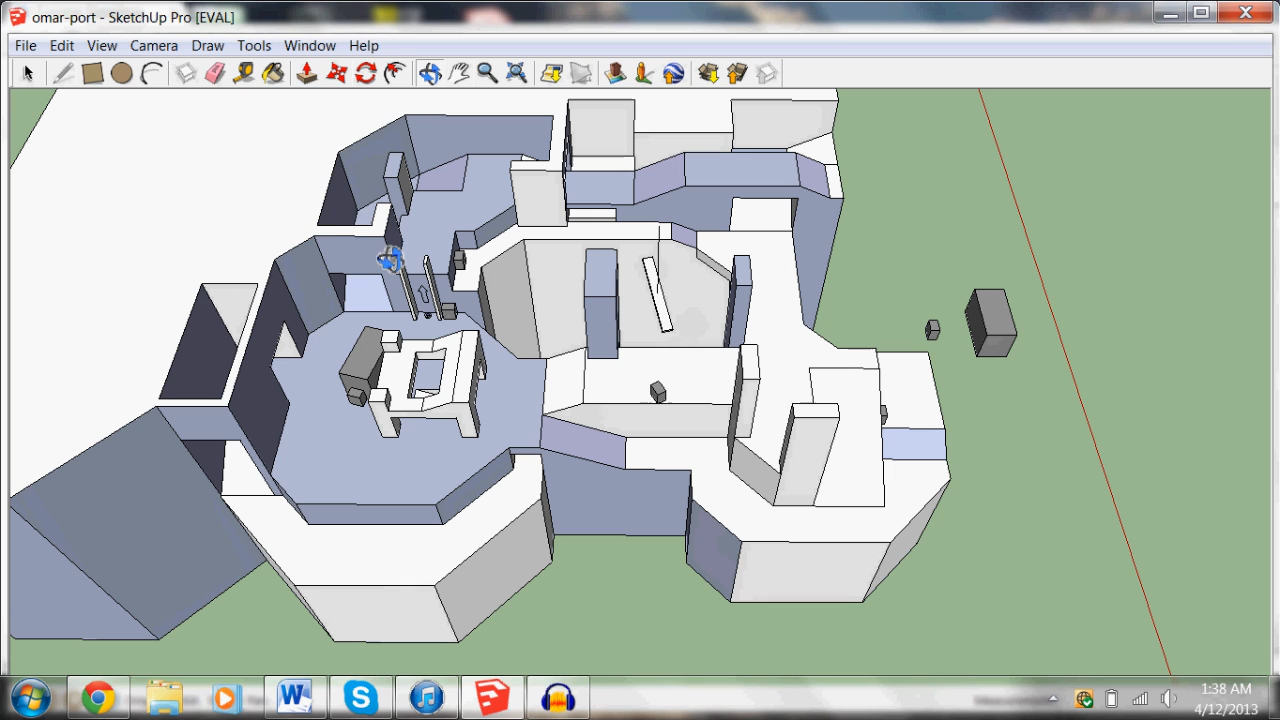 omar-port - SketchUp Pro [EVAL]
File Edit View Camera Draw Tools Window Help
1:38 AM
4/12/2013